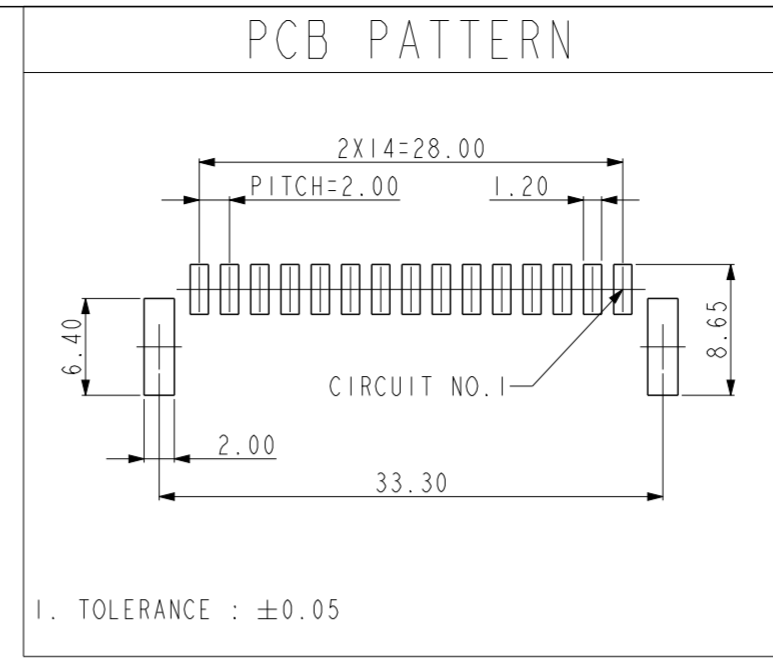 PCB PATTERN
2X14=28.00
PITCH=2.00
1.20
6.40
8.65
CIRCUIT NO.1
2.00
33.30
1. TOLERANCE : ±0.05